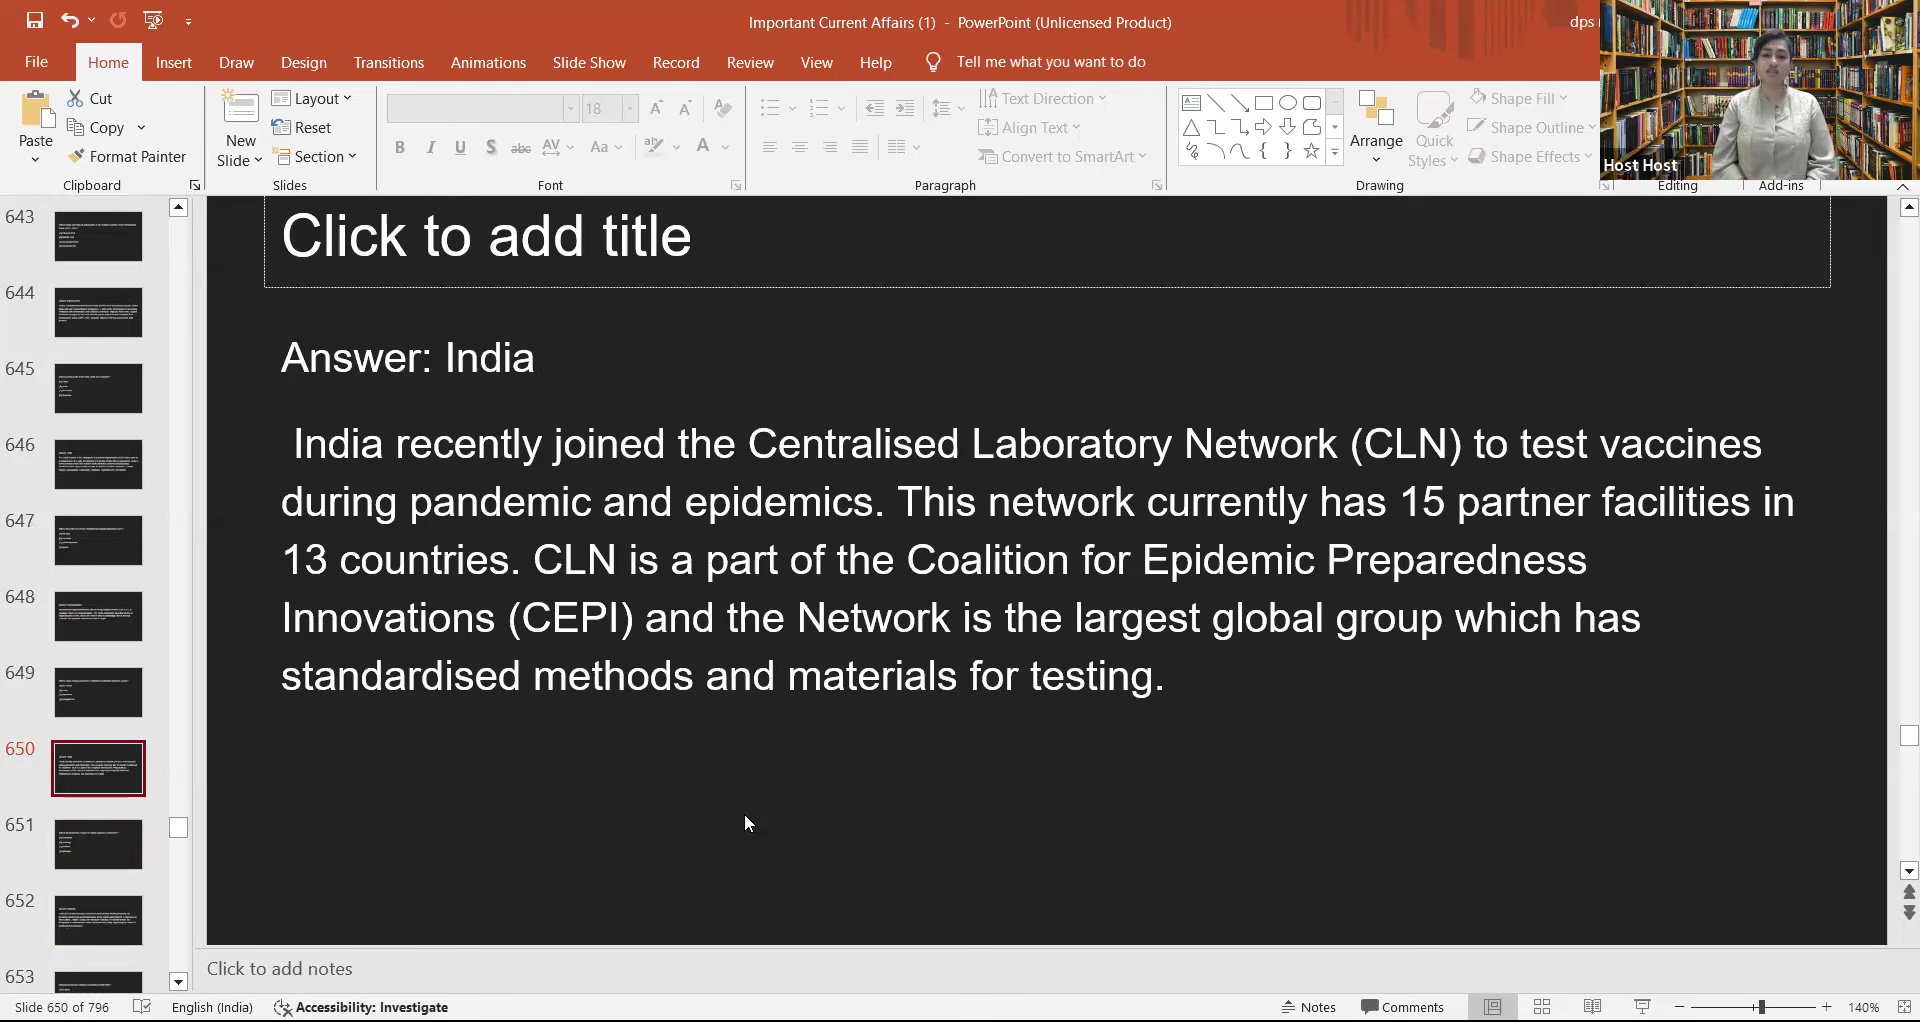 Important Current Affairs (1) - PowerPoint (Unlicensed Product)
dps
File Home Insert Draw Design Transitions Animations Slide Show Record Review View Help Tell me what you want to do
Cut
Copy
Format Painter
Paste
Clipboard
New
Slide
Layout
Reset
Section
Slides
18
B I U S abc AV Aa A
Font
Text Direction
Align Text
Convert to SmartArt
Paragraph
Arrange
Quick
Styles
Shape Fill
Shape Outline
Shape Effects
Drawing
Editing
Add-ins
Host Host
643
644
645
646
647
648
649
650
651
652
653
Click to add title
Answer: India
India recently joined the Centralised Laboratory Network (CLN) to test vaccines
during pandemic and epidemics. This network currently has 15 partner facilities in
13 countries. CLN is a part of the Coalition for Epidemic Preparedness
Innovations (CEPI) and the Network is the largest global group which has
standardised methods and materials for testing.
Click to add notes
Slide 650 of 796 English (India) Accessibility: Investigate Notes Comments 140%